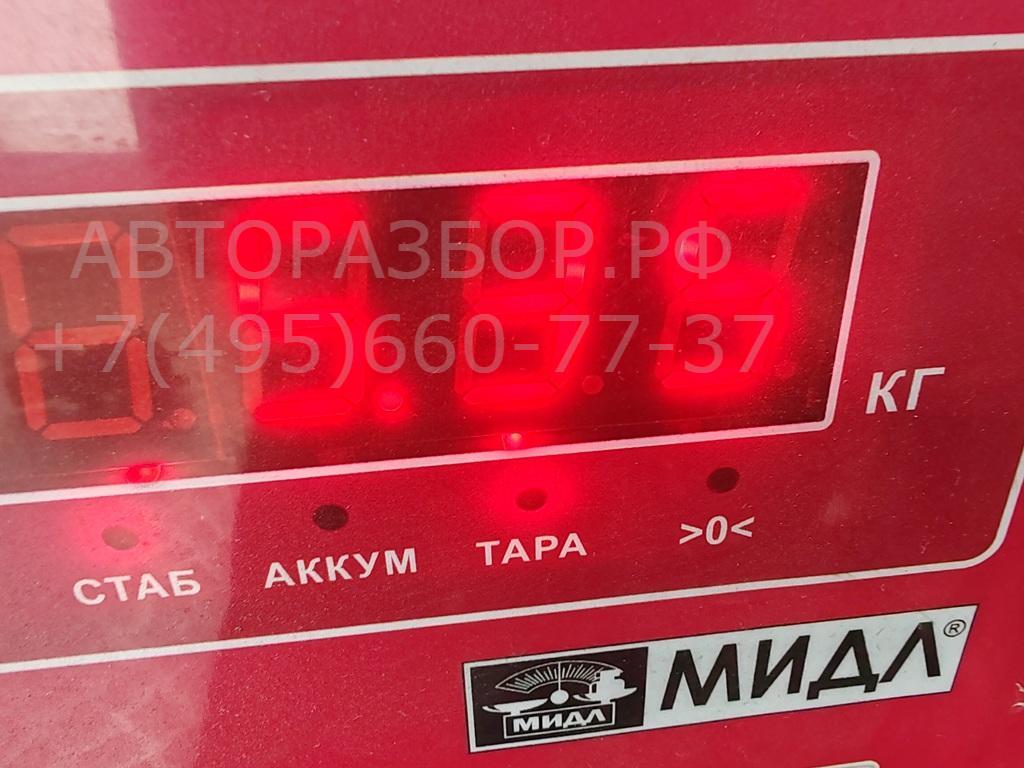 АВТОРАЗБОР.РФ
+7(495)660-77-37
КГ
СТАБ АККУМ ТАРА >0<
МИДЛ МИДЛ®